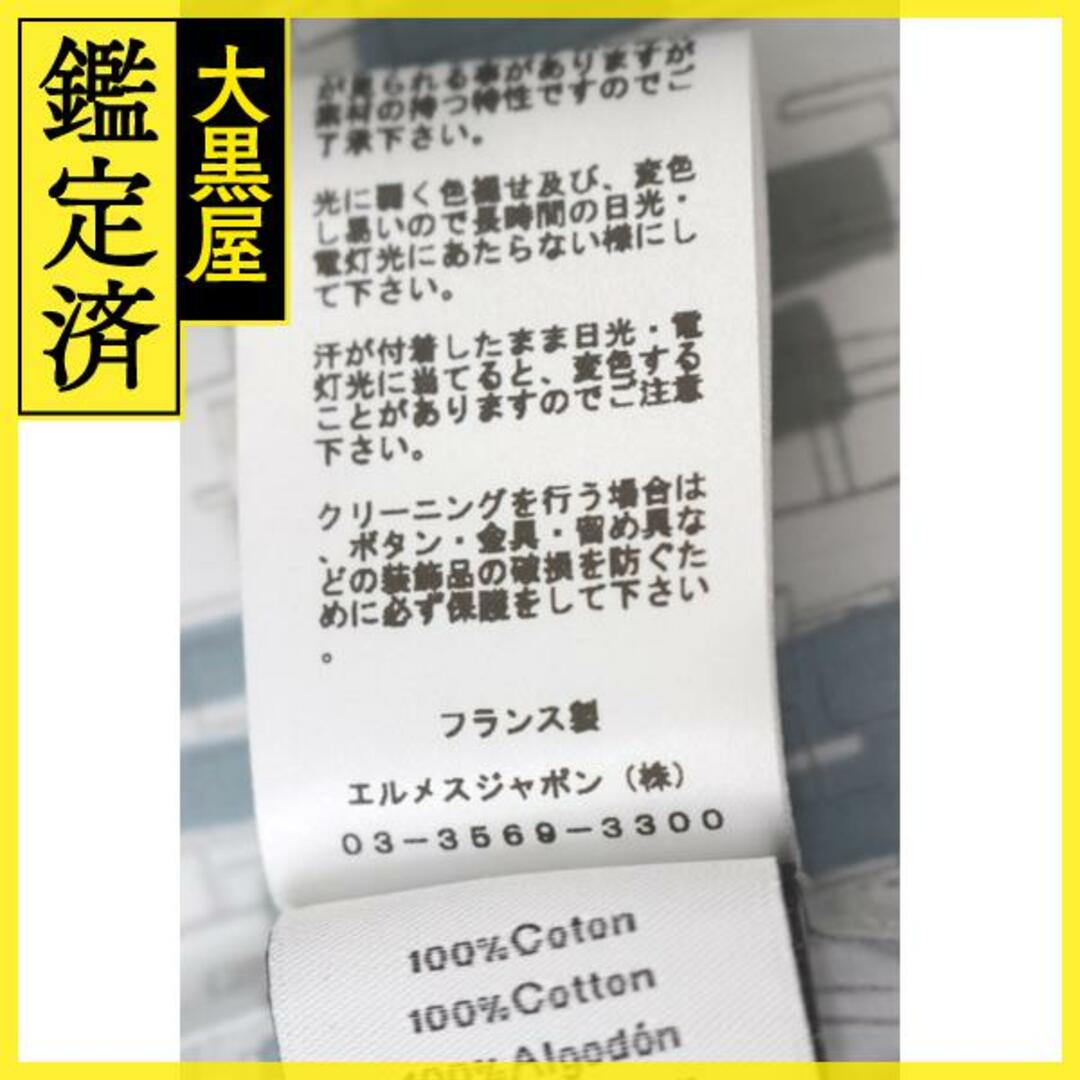 鑑定済
大黒屋
が見られる事がありますが
素材の持つ特性ですのでご
了承下さい。
光に弱く色褪せ及び、変色
し易いので長時間の日光・
電灯光にあたらない様にし
て下さい。
汗が付着したまま日光・電
灯光に当てると、変色する
ことがありますのでご注意
下さい。
クリーニングを行う場合は
、ボタン・金具・留め具な
どの装飾品の破損を防ぐた
めに必ず保護をして下さい
。
フランス製
エルメスジャポン（株）
03-3569-3300
100%Coton
100%Cotton
100%Algodón